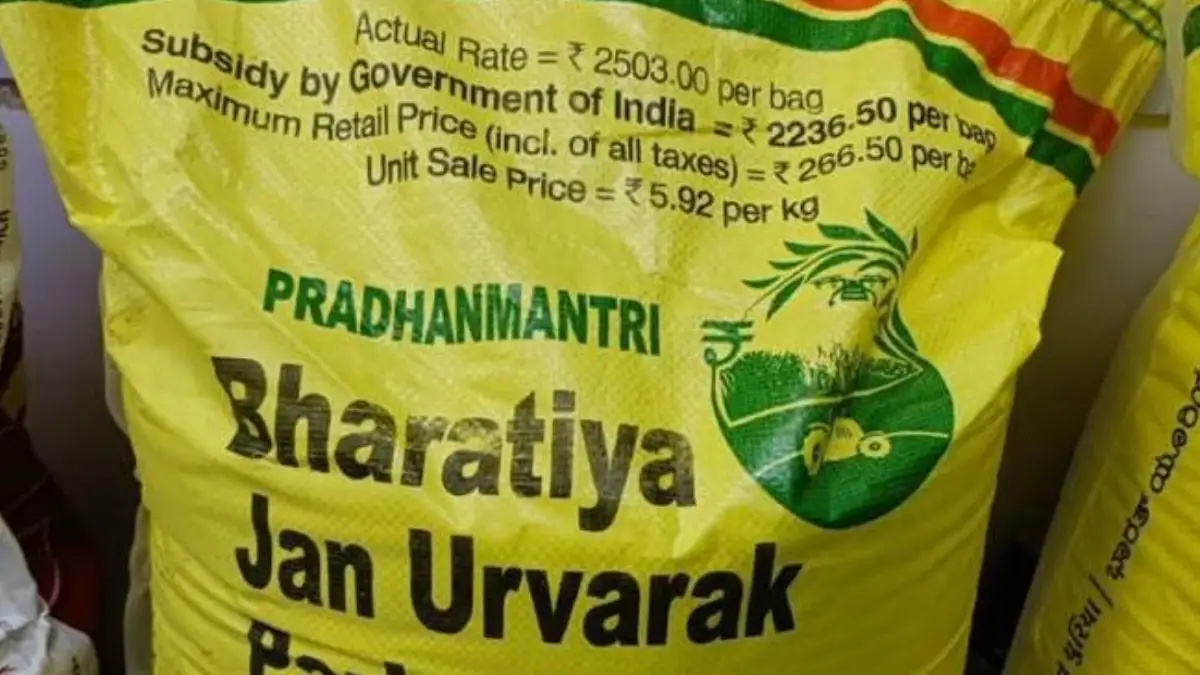 Actual Rate = ₹ 2503.00 per bag
Subsidy by Government of India = ₹ 2236.50 per bag
Maximum Retail Price (incl. of all taxes) = ₹ 266.50 per
Unit Sale Price = ₹ 5.92 per kg
PRADHANMANTRI
₹
Bharatiya
Jan Urvarak
યુરિયા / ಭಾರತ್ ಯೂರಿಯಾ